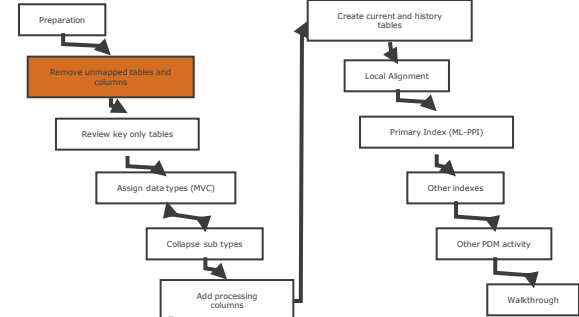 Preparation
Remove unmapped tables and
columns
Review key only tables
Assign data types (MVC)
Collapse sub types
Add processing
columns
Create current and history
tables
Local Alignment
Primary Index (ML-PPI)
Other indexes
Other PDM activity
Walkthrough